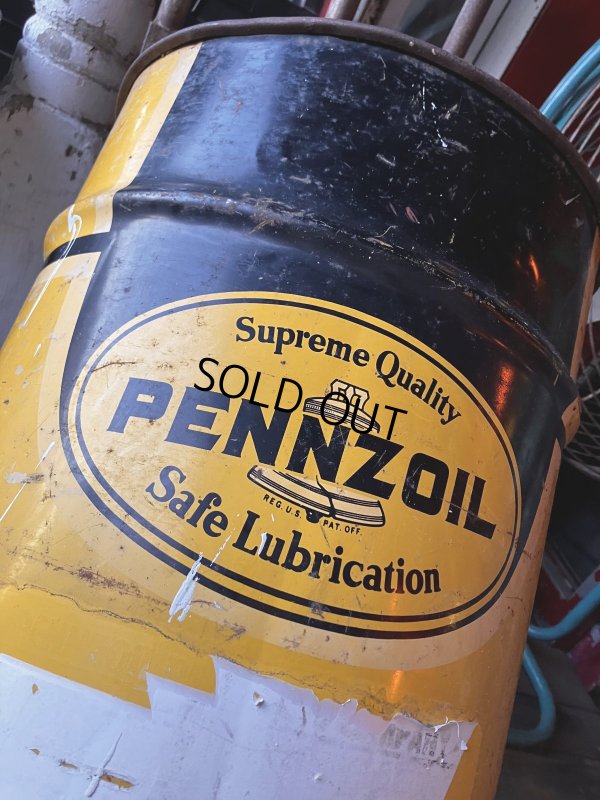 Supreme Quality
SOLD OUT
PENNZOIL
REG. U.S. PAT. OFF.
Safe Lubrication